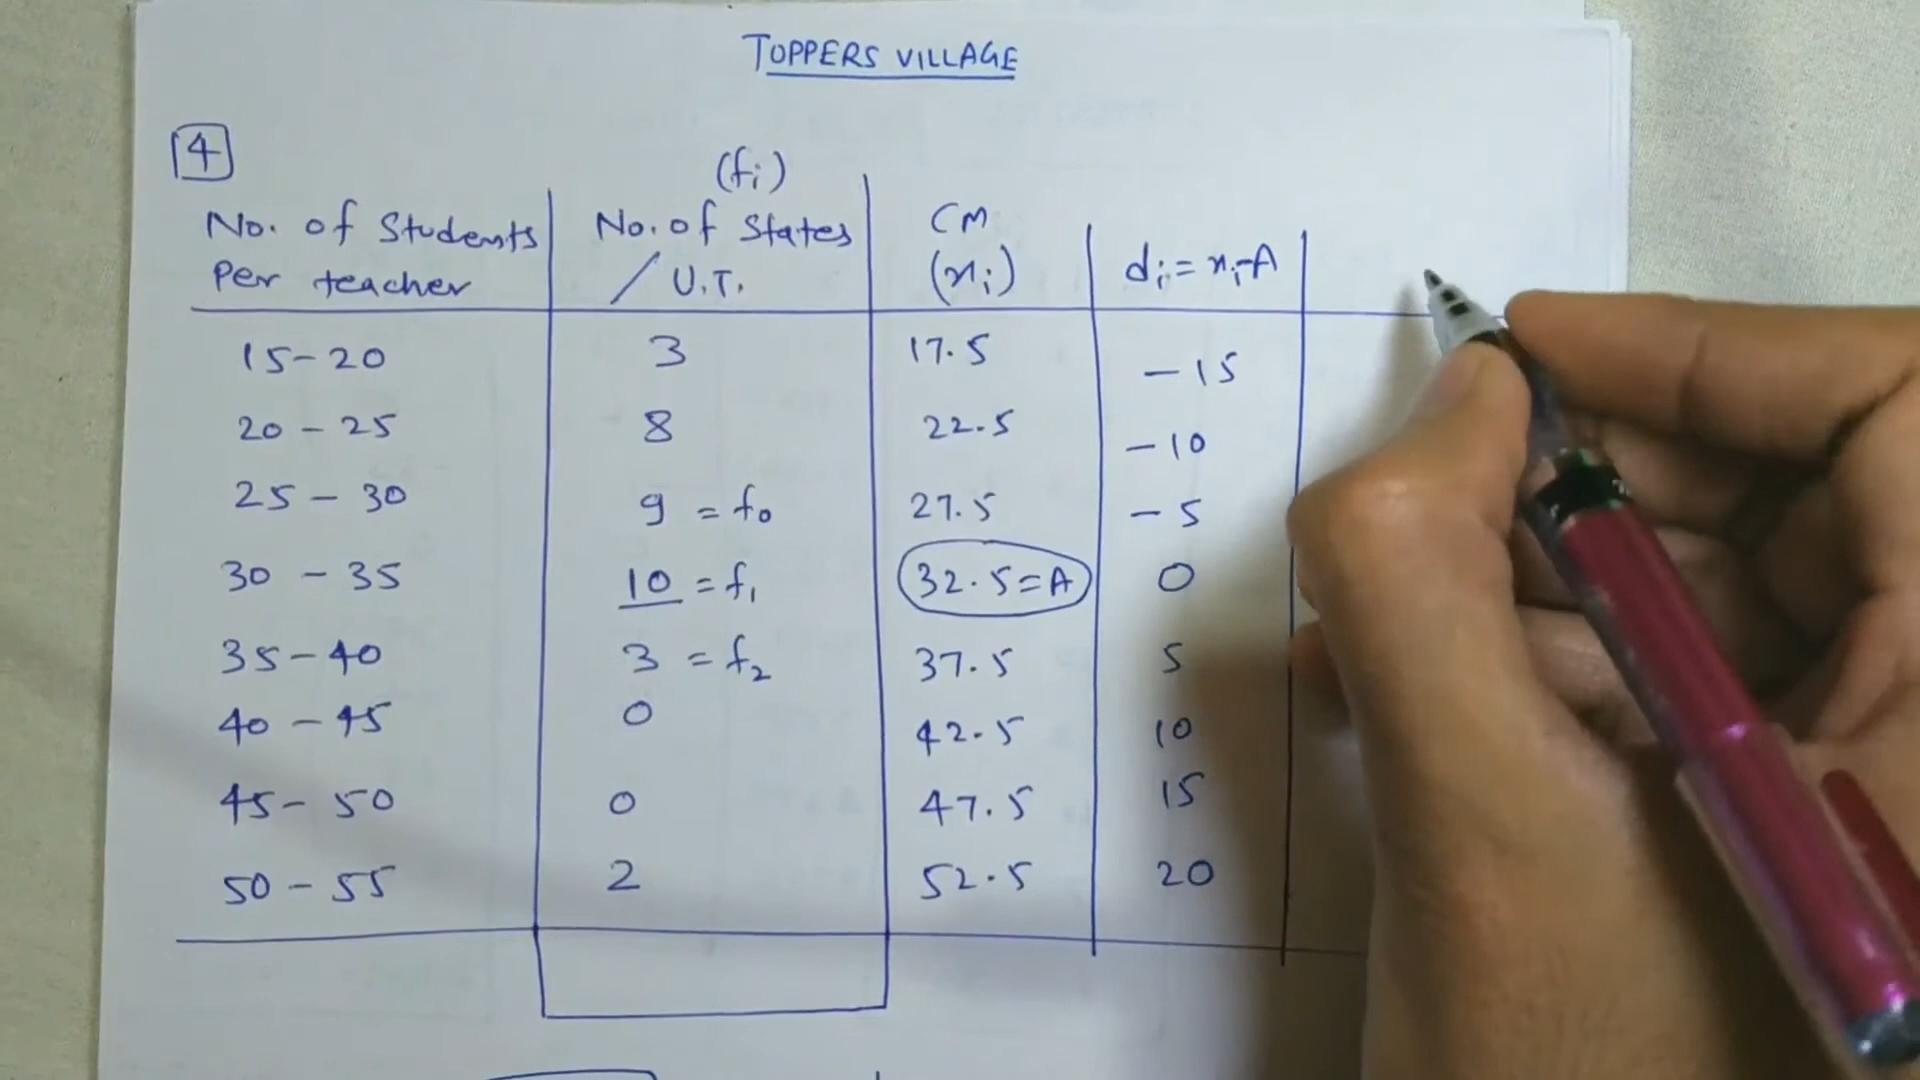 TOPPERS VILLAGE
4
(fi)
No. of Students Per teacher | No. of States / U.T. | CM (xi) | di = xi-A
15-20 3 17.5 -15
20-25 8 22.5 -10
25-30 9 = f0 27.5 -5
30-35 10 = f1 32.5=A 0
35-40 3 = f2 37.5 5
40-45 0 42.5 10
45-50 0 47.5 15
50-55 2 52.5 20